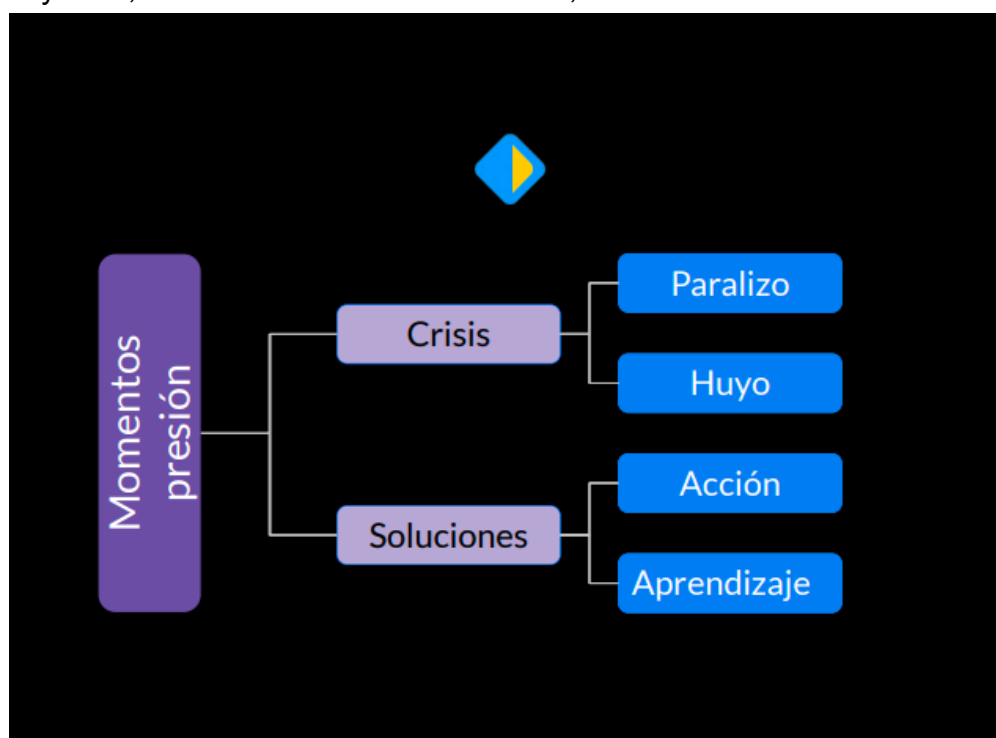 Momentos
presión
Crisis
Paralizo
Huyo
Soluciones
Acción
Aprendizaje